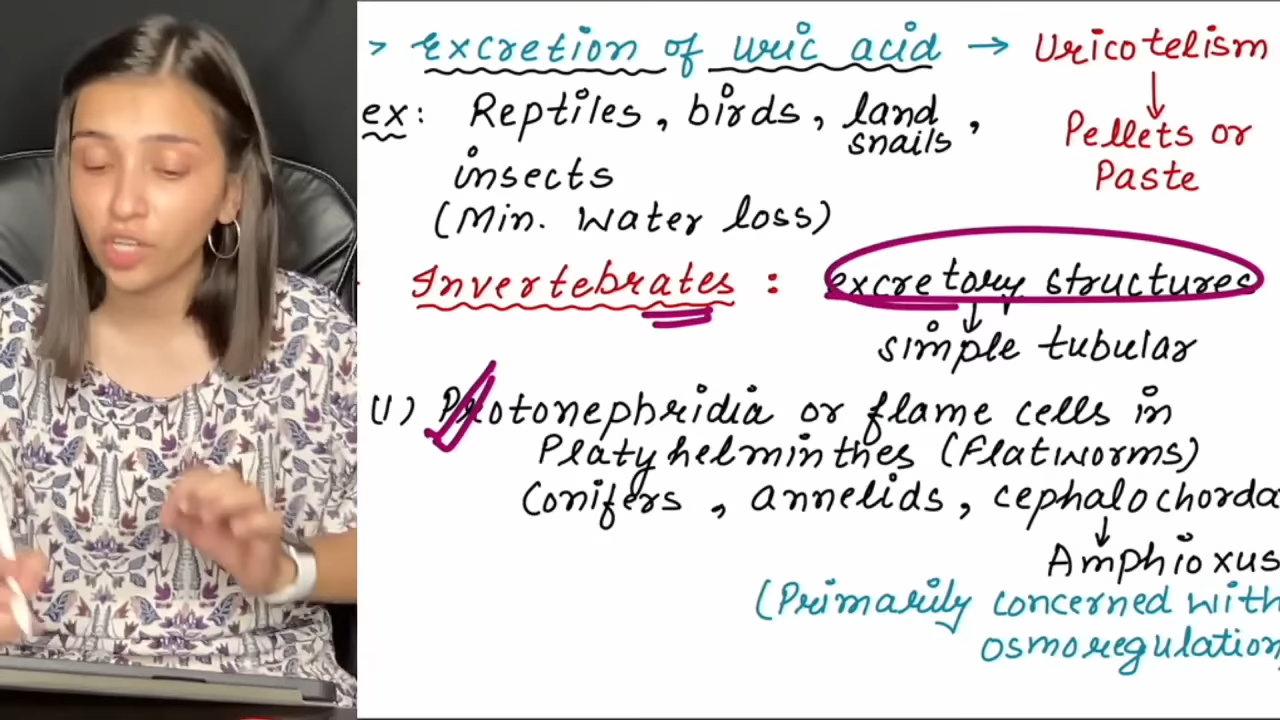 > Excretion of uric acid → Uricotelism
ex: Reptiles, birds, land snails,
↓
Pellets or
Paste
insects
(Min. Water loss)
Invertebrates : excretory structures
↓
simple tubular
(1) Protonephridia or flame cells in
Platyhelminthes (Flatworms)
Conifers, annelids, cephalochorda
↓
Amphioxus
(Primarily concerned with
osmoregulation